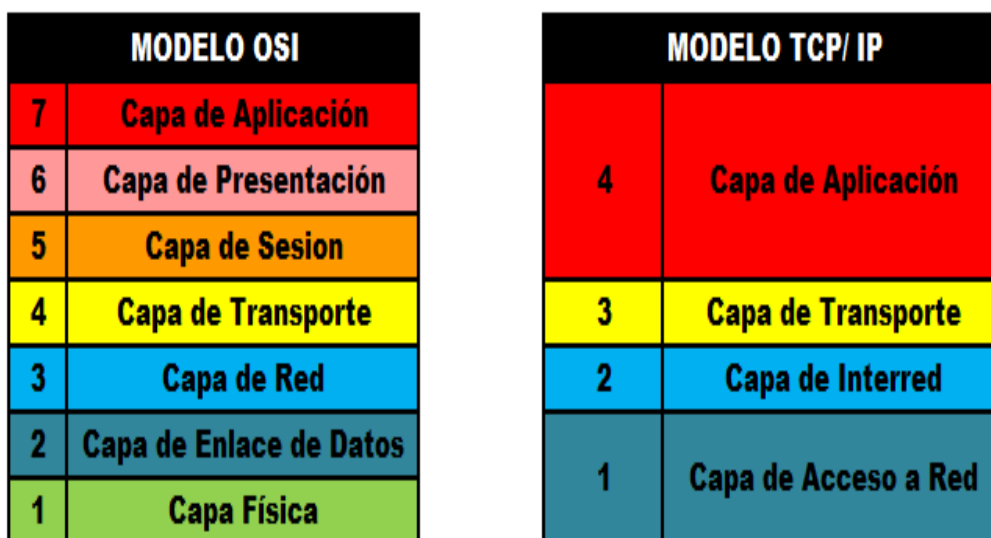 MODELO OSI
7 Capa de Aplicación
6 Capa de Presentación
5 Capa de Sesion
4 Capa de Transporte
3 Capa de Red
2 Capa de Enlace de Datos
1 Capa Física
MODELO TCP/ IP
4 Capa de Aplicación
3 Capa de Transporte
2 Capa de Interred
1 Capa de Acceso a Red